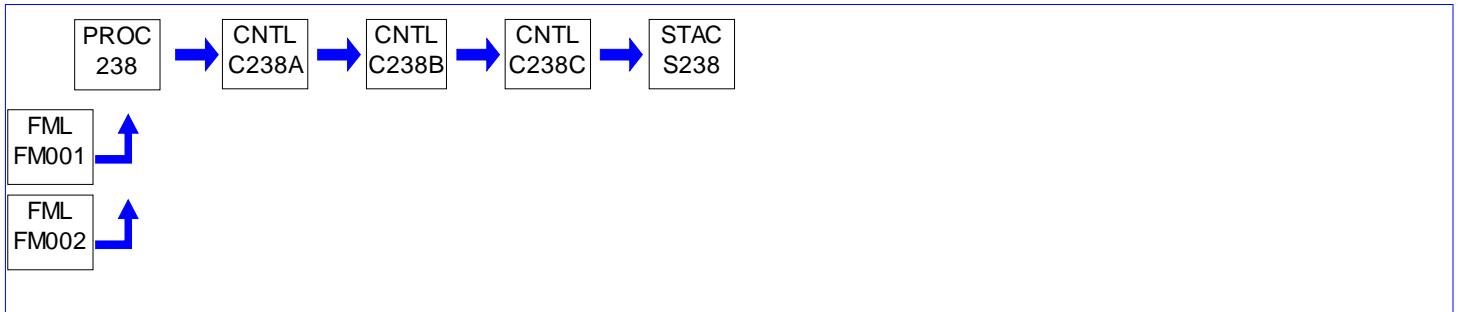 PROC
238
CNTL
C238A
CNTL
C238B
CNTL
C238C
STAC
S238
FML
FM001
FML
FM002